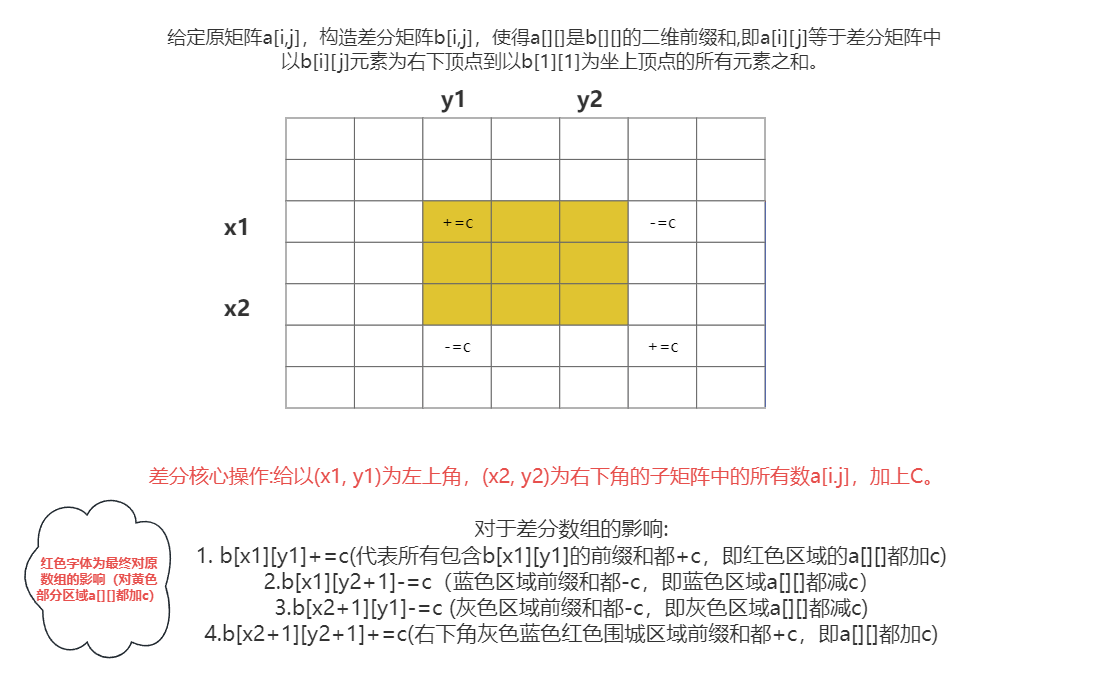 给定原矩阵a[i,j]，构造差分矩阵b[i,j]，使得a[][]是b[][]的二维前缀和,即a[i][j]等于差分矩阵中
以b[i][j]元素为右下顶点到以b[1][1]为坐上顶点的所有元素之和。
y1 y2
x1
+=c -=c
x2
-=c +=c
差分核心操作:给以(x1, y1)为左上角，(x2, y2)为右下角的子矩阵中的所有数a[i.j]，加上C。
对于差分数组的影响:
1. b[x1][y1]+=c(代表所有包含b[x1][y1]的前缀和都+c，即红色区域的a[][]都加c)
2.b[x1][y2+1]-=c（蓝色区域前缀和都-c，即蓝色区域a[][]都减c）
3.b[x2+1][y1]-=c (灰色区域前缀和都-c，即灰色区域a[][]都减c)
4.b[x2+1][y2+1]+=c(右下角灰色蓝色红色围城区域前缀和都+c，即a[][]都加c)
红色字体为最终对原
数组的影响（对黄色
部分区域a[][]都加c）